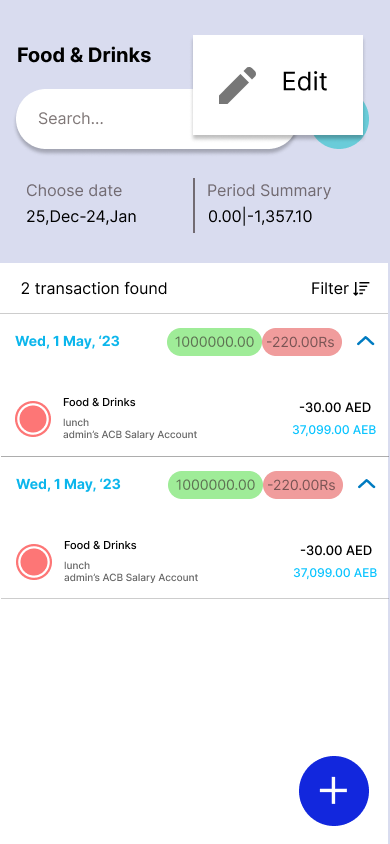 Food & Drinks
Edit
Search...
Choose date
Period Summary
25,Dec-24,Jan
0.00|-1,357.10
2 transaction found
Filter
Wed, 1 May, ‘23
1000000.00
-220.00Rs
Food & Drinks
-30.00 AED
lunch
37,099.00 AEB
admin’s ACB Salary Account
Wed, 1 May, ‘23
1000000.00
-220.00Rs
Food & Drinks
-30.00 AED
lunch
37,099.00 AEB
admin’s ACB Salary Account